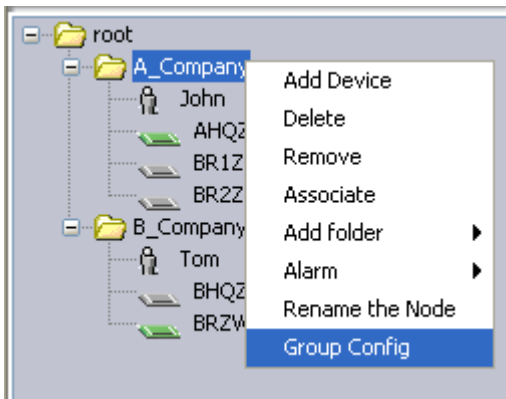 root
A_Company
John
AHQZ
BR1Z
BR2Z
B_Company
Tom
BHQZ
BRZW
Add Device
Delete
Remove
Associate
Add folder
Alarm
Rename the Node
Group Config